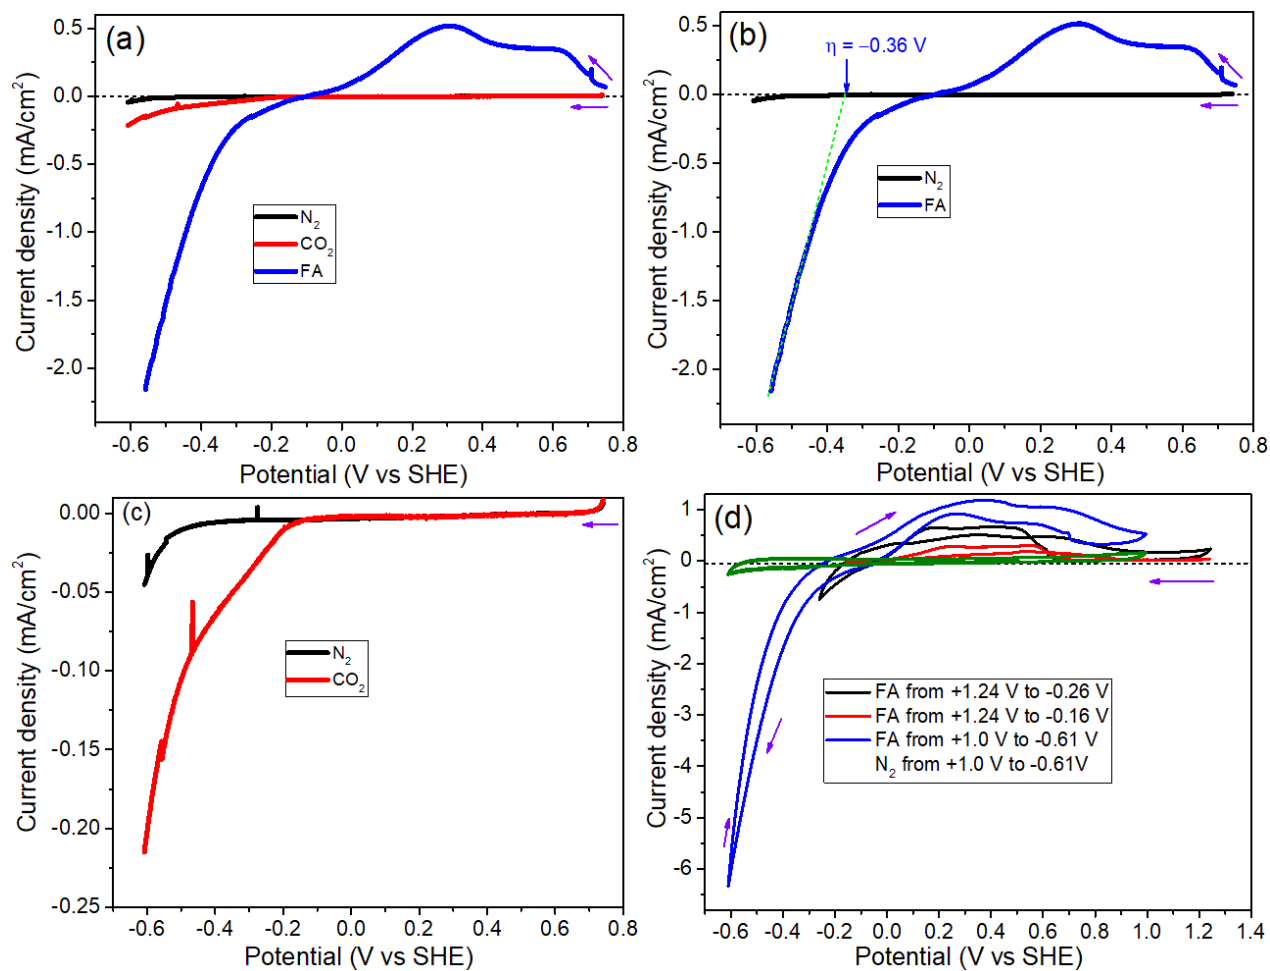 (a)
0.5
0.0
-0.5
-1.0
-1.5
-2.0
Current density (mA/cm²)
N₂
CO₂
FA
-0.6 -0.4 -0.2 0.0 0.2 0.4 0.6 0.8
Potential (V vs SHE)
(b)
η = −0.36 V
0.5
0.0
-0.5
-1.0
-1.5
-2.0
Current density (mA/cm²)
N₂
FA
-0.6 -0.4 -0.2 0.0 0.2 0.4 0.6 0.8
Potential (V vs SHE)
(c)
0.00
-0.05
-0.10
-0.15
-0.20
-0.25
Current density (mA/cm²)
N₂
CO₂
-0.6 -0.4 -0.2 0.0 0.2 0.4 0.6 0.8
Potential (V vs SHE)
(d)
1
0
-1
-2
-3
-4
-5
-6
Current density (mA/cm²)
FA from +1.24 V to -0.26 V
FA from +1.24 V to -0.16 V
FA from +1.0 V to -0.61 V
N₂ from +1.0 V to -0.61V
-0.6 -0.4 -0.2 0.0 0.2 0.4 0.6 0.8 1.0 1.2 1.4
Potential (V vs SHE)